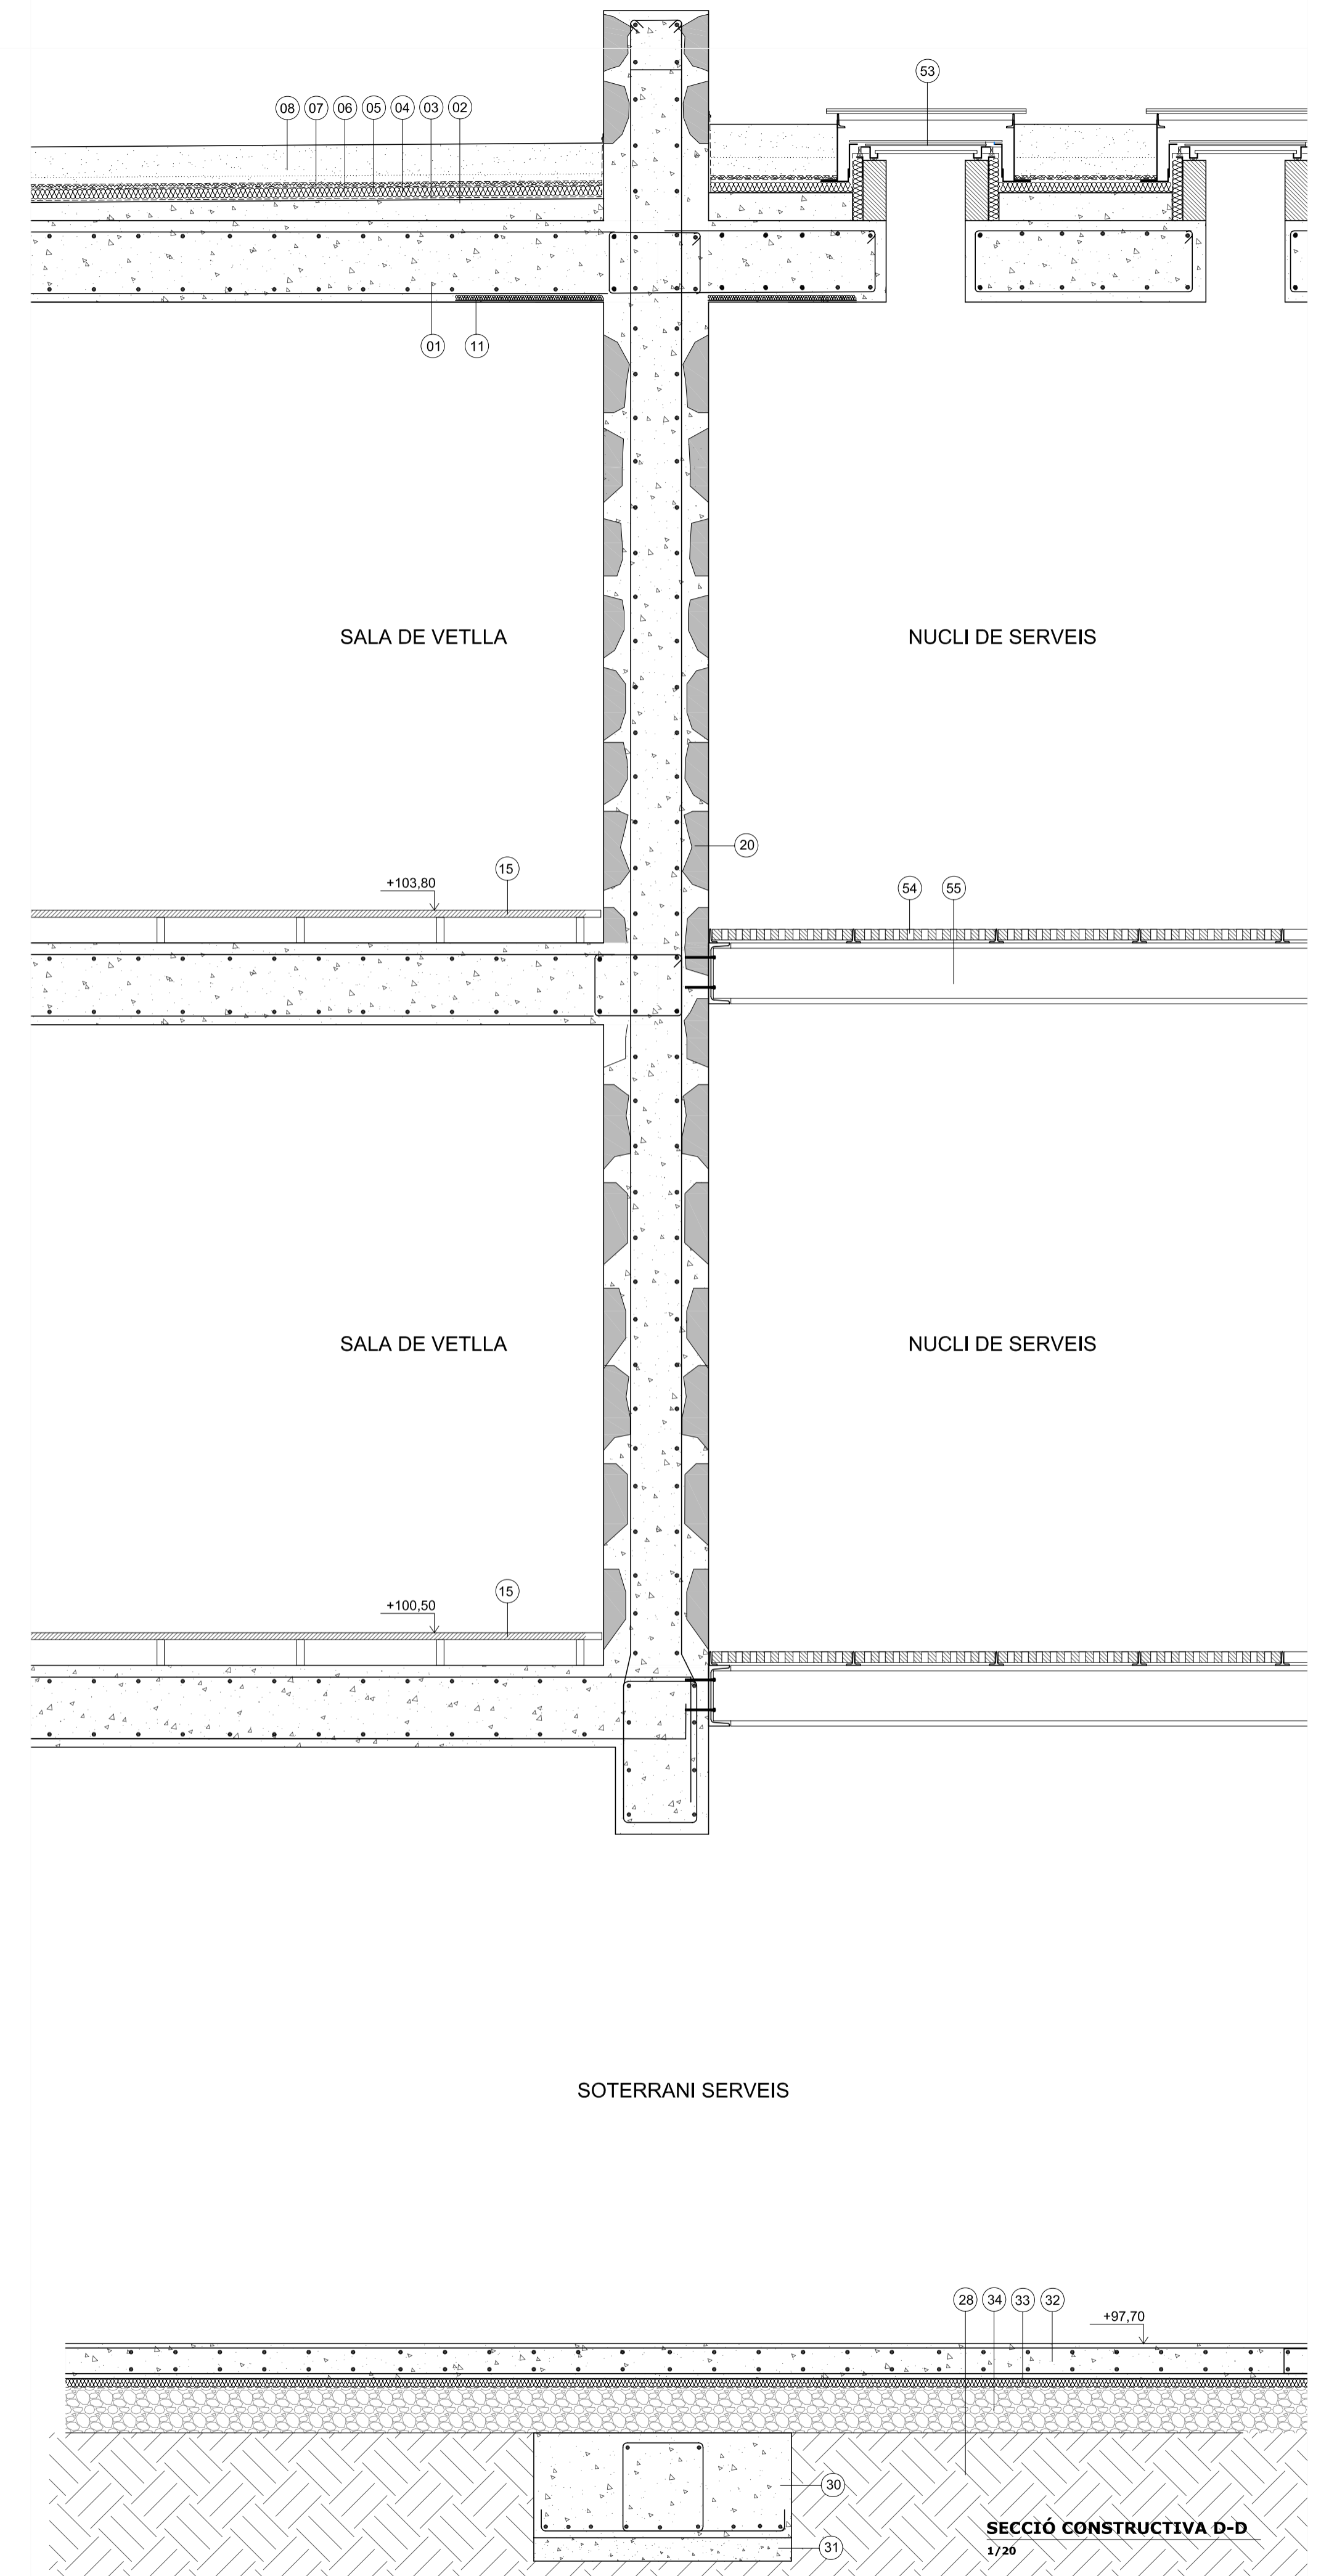 53
08 07 06 05 04 03 02
01 11
SALA DE VETLLA
NUCLI DE SERVEIS
20
15
+103,80
54 55
SALA DE VETLLA
NUCLI DE SERVEIS
15
+100,50
SOTERRANI SERVEIS
28 34 33 32
+97,70
30
SECCIÓ CONSTRUCTIVA D-D
31
1/20